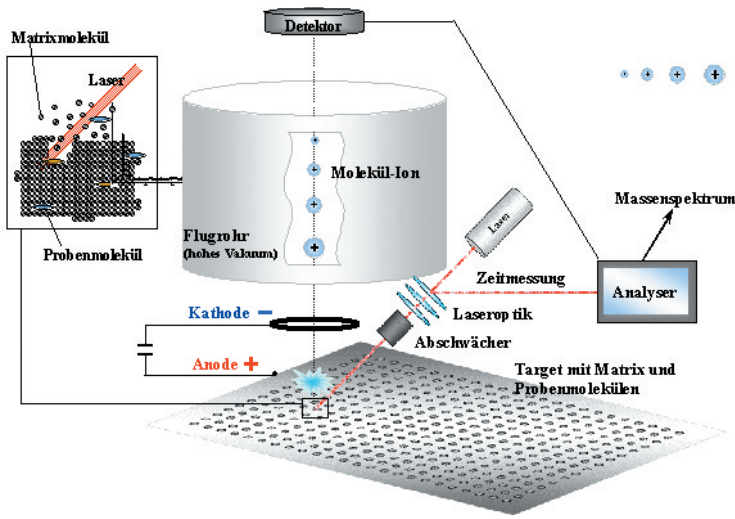 Detektor
Matrixmolekül
Laser
Molekül-Ion
Laser
Massenspektrum
Probenmolekül
Flugrohr
(hohes Vakuum)
Zeitmessung
Analyser
Laseroptik
Kathode −
Abschwächer
Anode +
Target mit Matrix und
Probenmolekülen